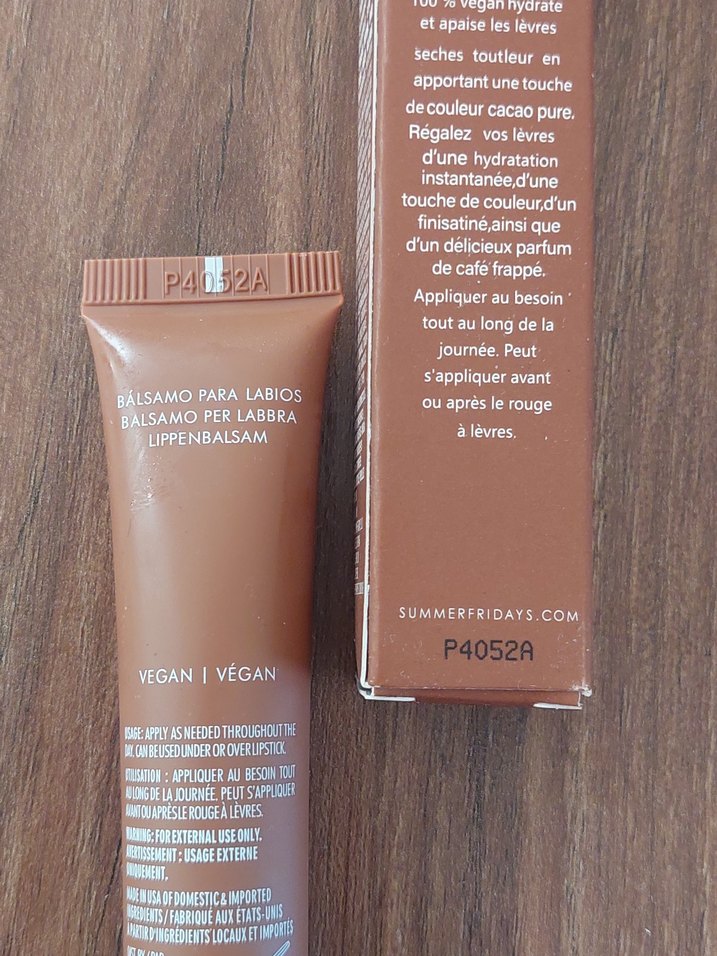 P4052A
BÁLSAMO PARA LABIOS
BALSAMO PER LABBRA
LIPPENBALSAM
VEGAN | VÉGAN
USAGE: APPLY AS NEEDED THROUGHOUT THE
DAY. CAN BE USED UNDER OR OVER LIPSTICK.
UTILISATION : APPLIQUER AU BESOIN TOUT
AU LONG DE LA JOURNÉE. PEUT S'APPLIQUER
AVANT OU APRÈS LE ROUGE À LÈVRES.
WARNING: FOR EXTERNAL USE ONLY.
AVERTISSEMENT : USAGE EXTERNE
UNIQUEMENT.
MADE IN USA OF DOMESTIC & IMPORTED
INGREDIENTS / FABRIQUÉ AUX ÉTATS-UNIS
À PARTIR D'INGRÉDIENTS LOCAUX ET IMPORTÉS
100 % vegan hydrate
et apaise les lèvres
seches toutleur en
apportant une touche
de couleur cacao pure.
Régalez vos lèvres
d'une hydratation
instantanée,d'une
touche de couleur,d'un
finisatiné,ainsi que
d'un délicieux parfum
de café frappé.
Appliquer au besoin
tout au long de la
journée. Peut
s'appliquer avant
ou après le rouge
à lèvres.
SUMMERFRIDAYS.COM
P4052A